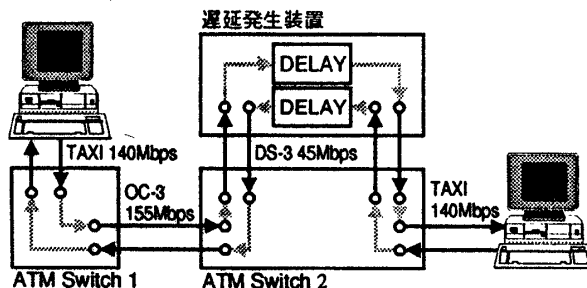 遅延発生装置
DELAY
DELAY
TAXI 140Mbps
DS-3 45Mbps
OC-3
155Mbps
TAXI
140Mbps
ATM Switch 1
ATM Switch 2